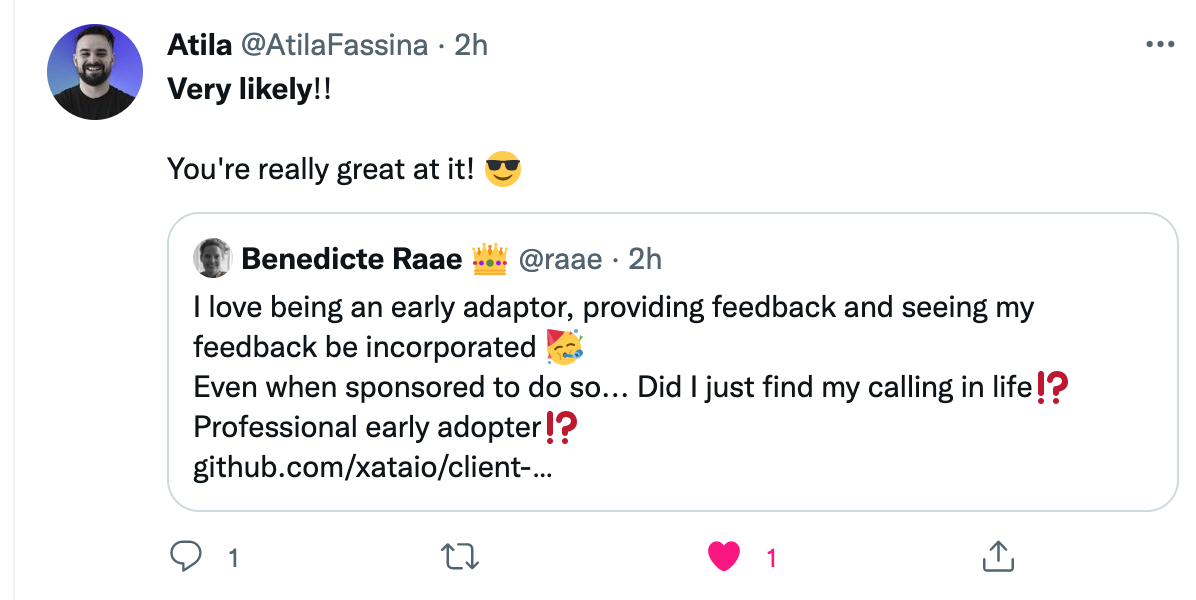 Atila @AtilaFassina · 2h
Very likely!!
You're really great at it! 😎
Benedicte Raae 👑 @raae · 2h
I love being an early adaptor, providing feedback and seeing my
feedback be incorporated 🥳
Even when sponsored to do so... Did I just find my calling in life⁉️
Professional early adopter⁉️
github.com/xataio/client-...
1
1